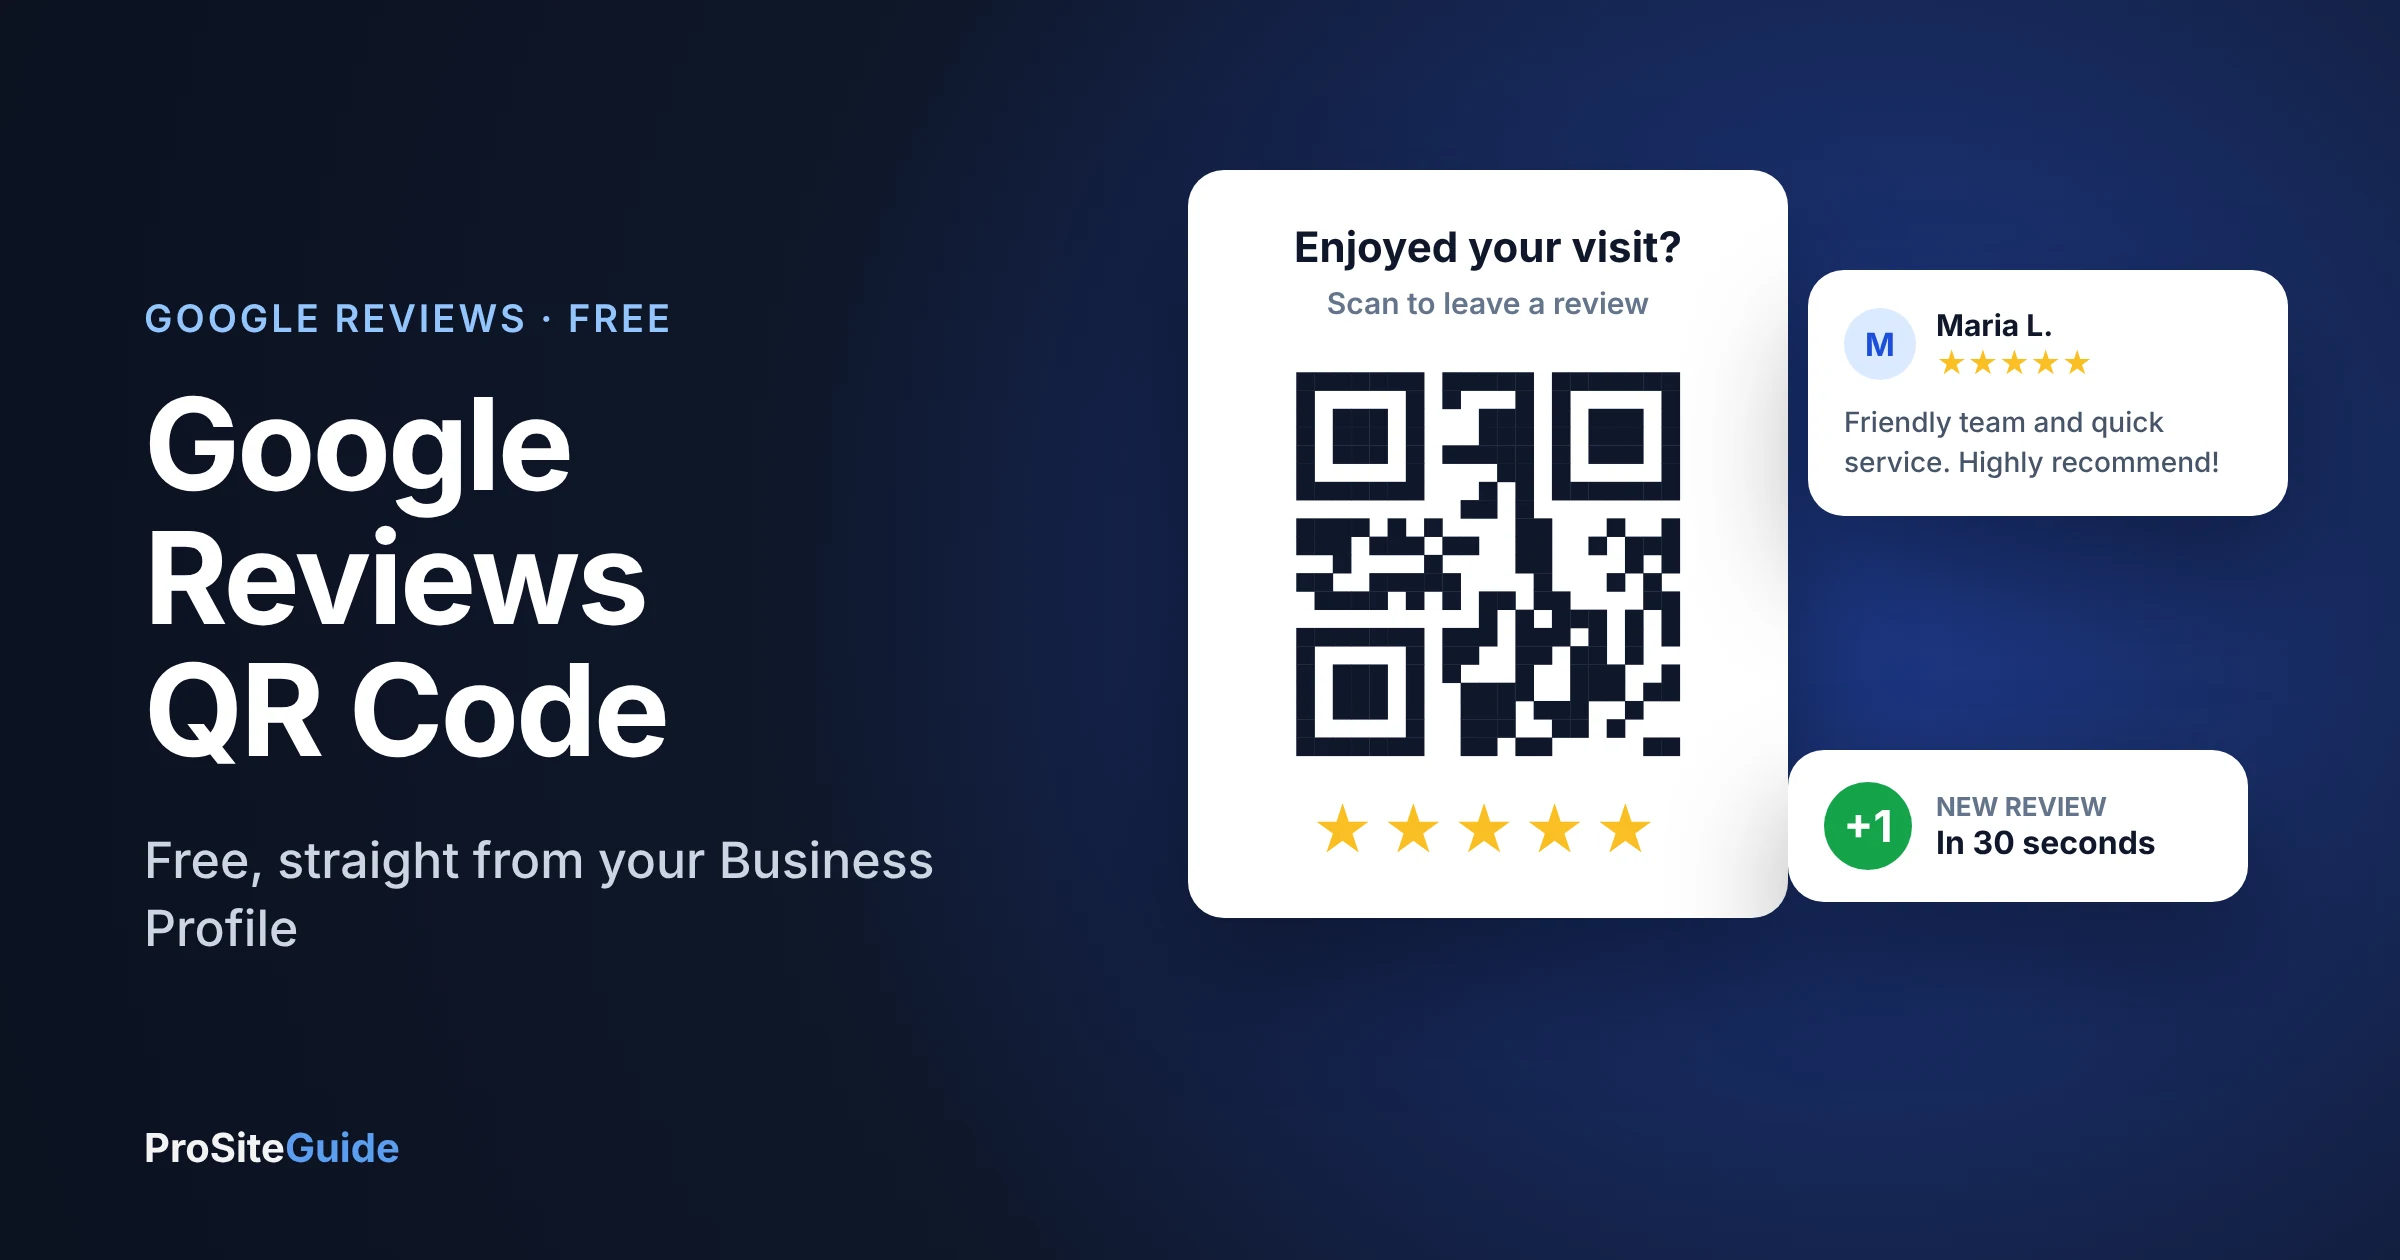 GOOGLE REVIEWS · FREE
Google
Reviews
QR Code
Free, straight from your Business
Profile
ProSiteGuide
Enjoyed your visit?
Scan to leave a review
M
Maria L.
Friendly team and quick
service. Highly recommend!
+1
NEW REVIEW
In 30 seconds